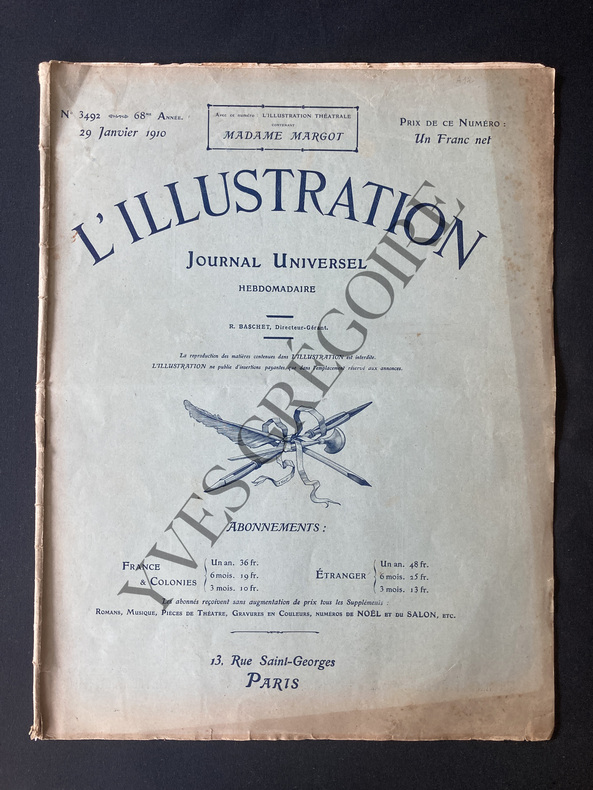 N° 3492 68me Année.
29 Janvier 1910
Avec ce numéro : L'ILLUSTRATION THÉATRALE
CONTENANT
MADAME MARGOT
Prix de ce Numéro :
Un Franc net
L'ILLUSTRATION
Journal Universel
HEBDOMADAIRE
R. BASCHET, Directeur-Gérant.
La reproduction des matières contenues dans L'ILLUSTRATION est interdite.
L'ILLUSTRATION ne publie d'insertions payantes que dans l'emplacement réservé aux annonces.
Abonnements :
France
& Colonies
Un an. 36 fr.
6 mois. 19 fr.
3 mois. 10 fr.
Étranger
Un an. 48 fr.
6 mois. 25 fr.
3 mois. 13 fr.
Les abonnés reçoivent sans augmentation de prix tous les Suppléments :
Romans, Musique, Pièces de Théâtre, Gravures en Couleurs, numéros de NOËL et du SALON, etc.
13, Rue Saint-Georges
Paris
YVES GRÉGOIRE